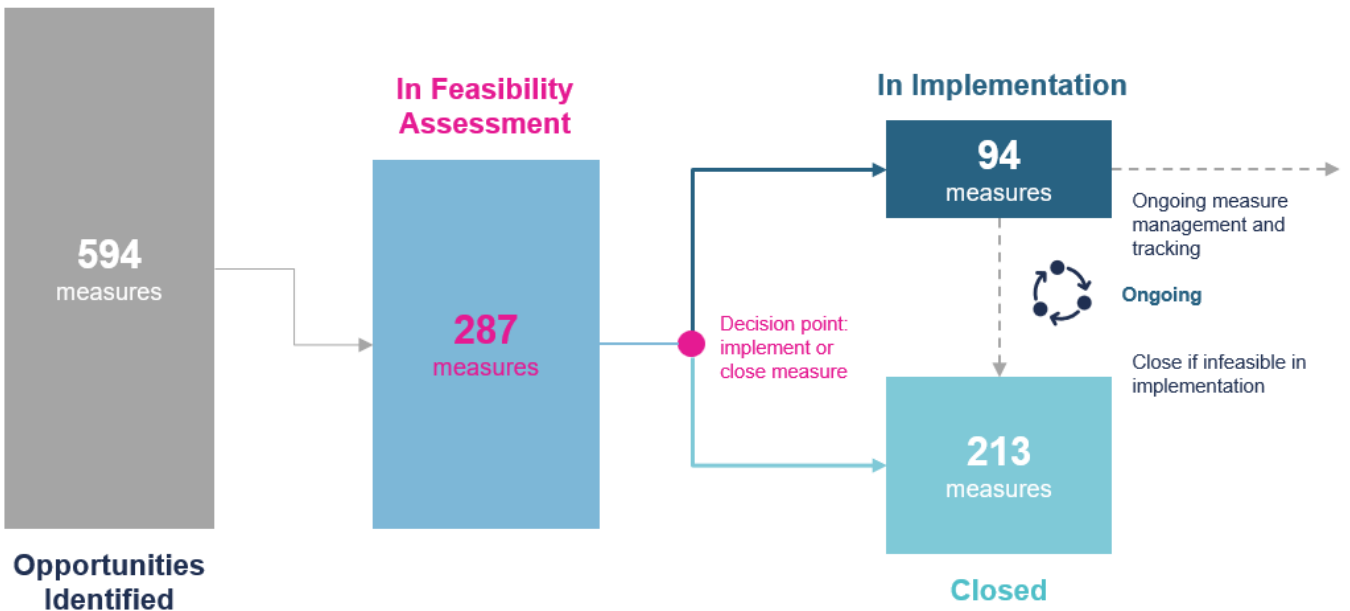 594
measures
Opportunities
Identified
In Feasibility
Assessment
287
measures
Decision point:
implement or
close measure
In Implementation
94
measures
Ongoing measure
management and
tracking
Ongoing
Close if infeasible in
implementation
213
measures
Closed